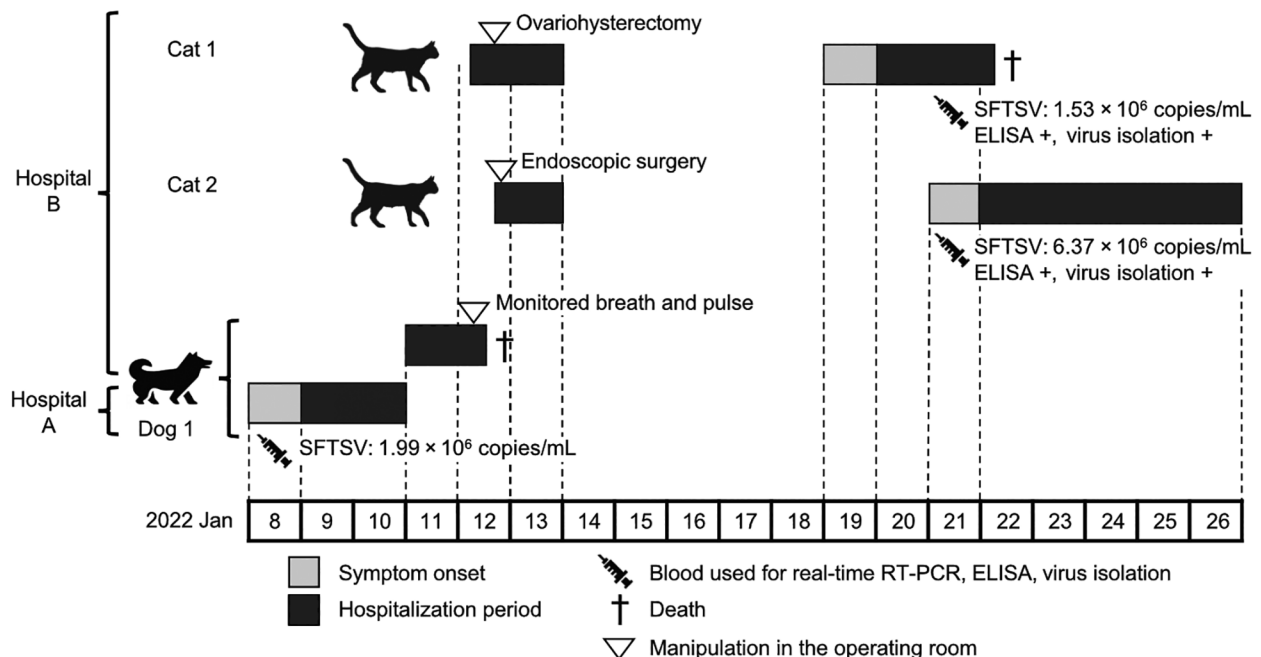 Ovariohysterectomy
Cat 1
SFTSV: 1.53 × 10⁶ copies/mL
ELISA +, virus isolation +
Endoscopic surgery
Cat 2
Hospital
B
SFTSV: 6.37 × 10⁶ copies/mL
ELISA +, virus isolation +
Monitored breath and pulse
Hospital
A
Dog 1
SFTSV: 1.99 × 10⁶ copies/mL
2022 Jan 8 9 10 11 12 13 14 15 16 17 18 19 20 21 22 23 24 25 26
Symptom onset
Hospitalization period
Blood used for real-time RT-PCR, ELISA, virus isolation
Death
Manipulation in the operating room